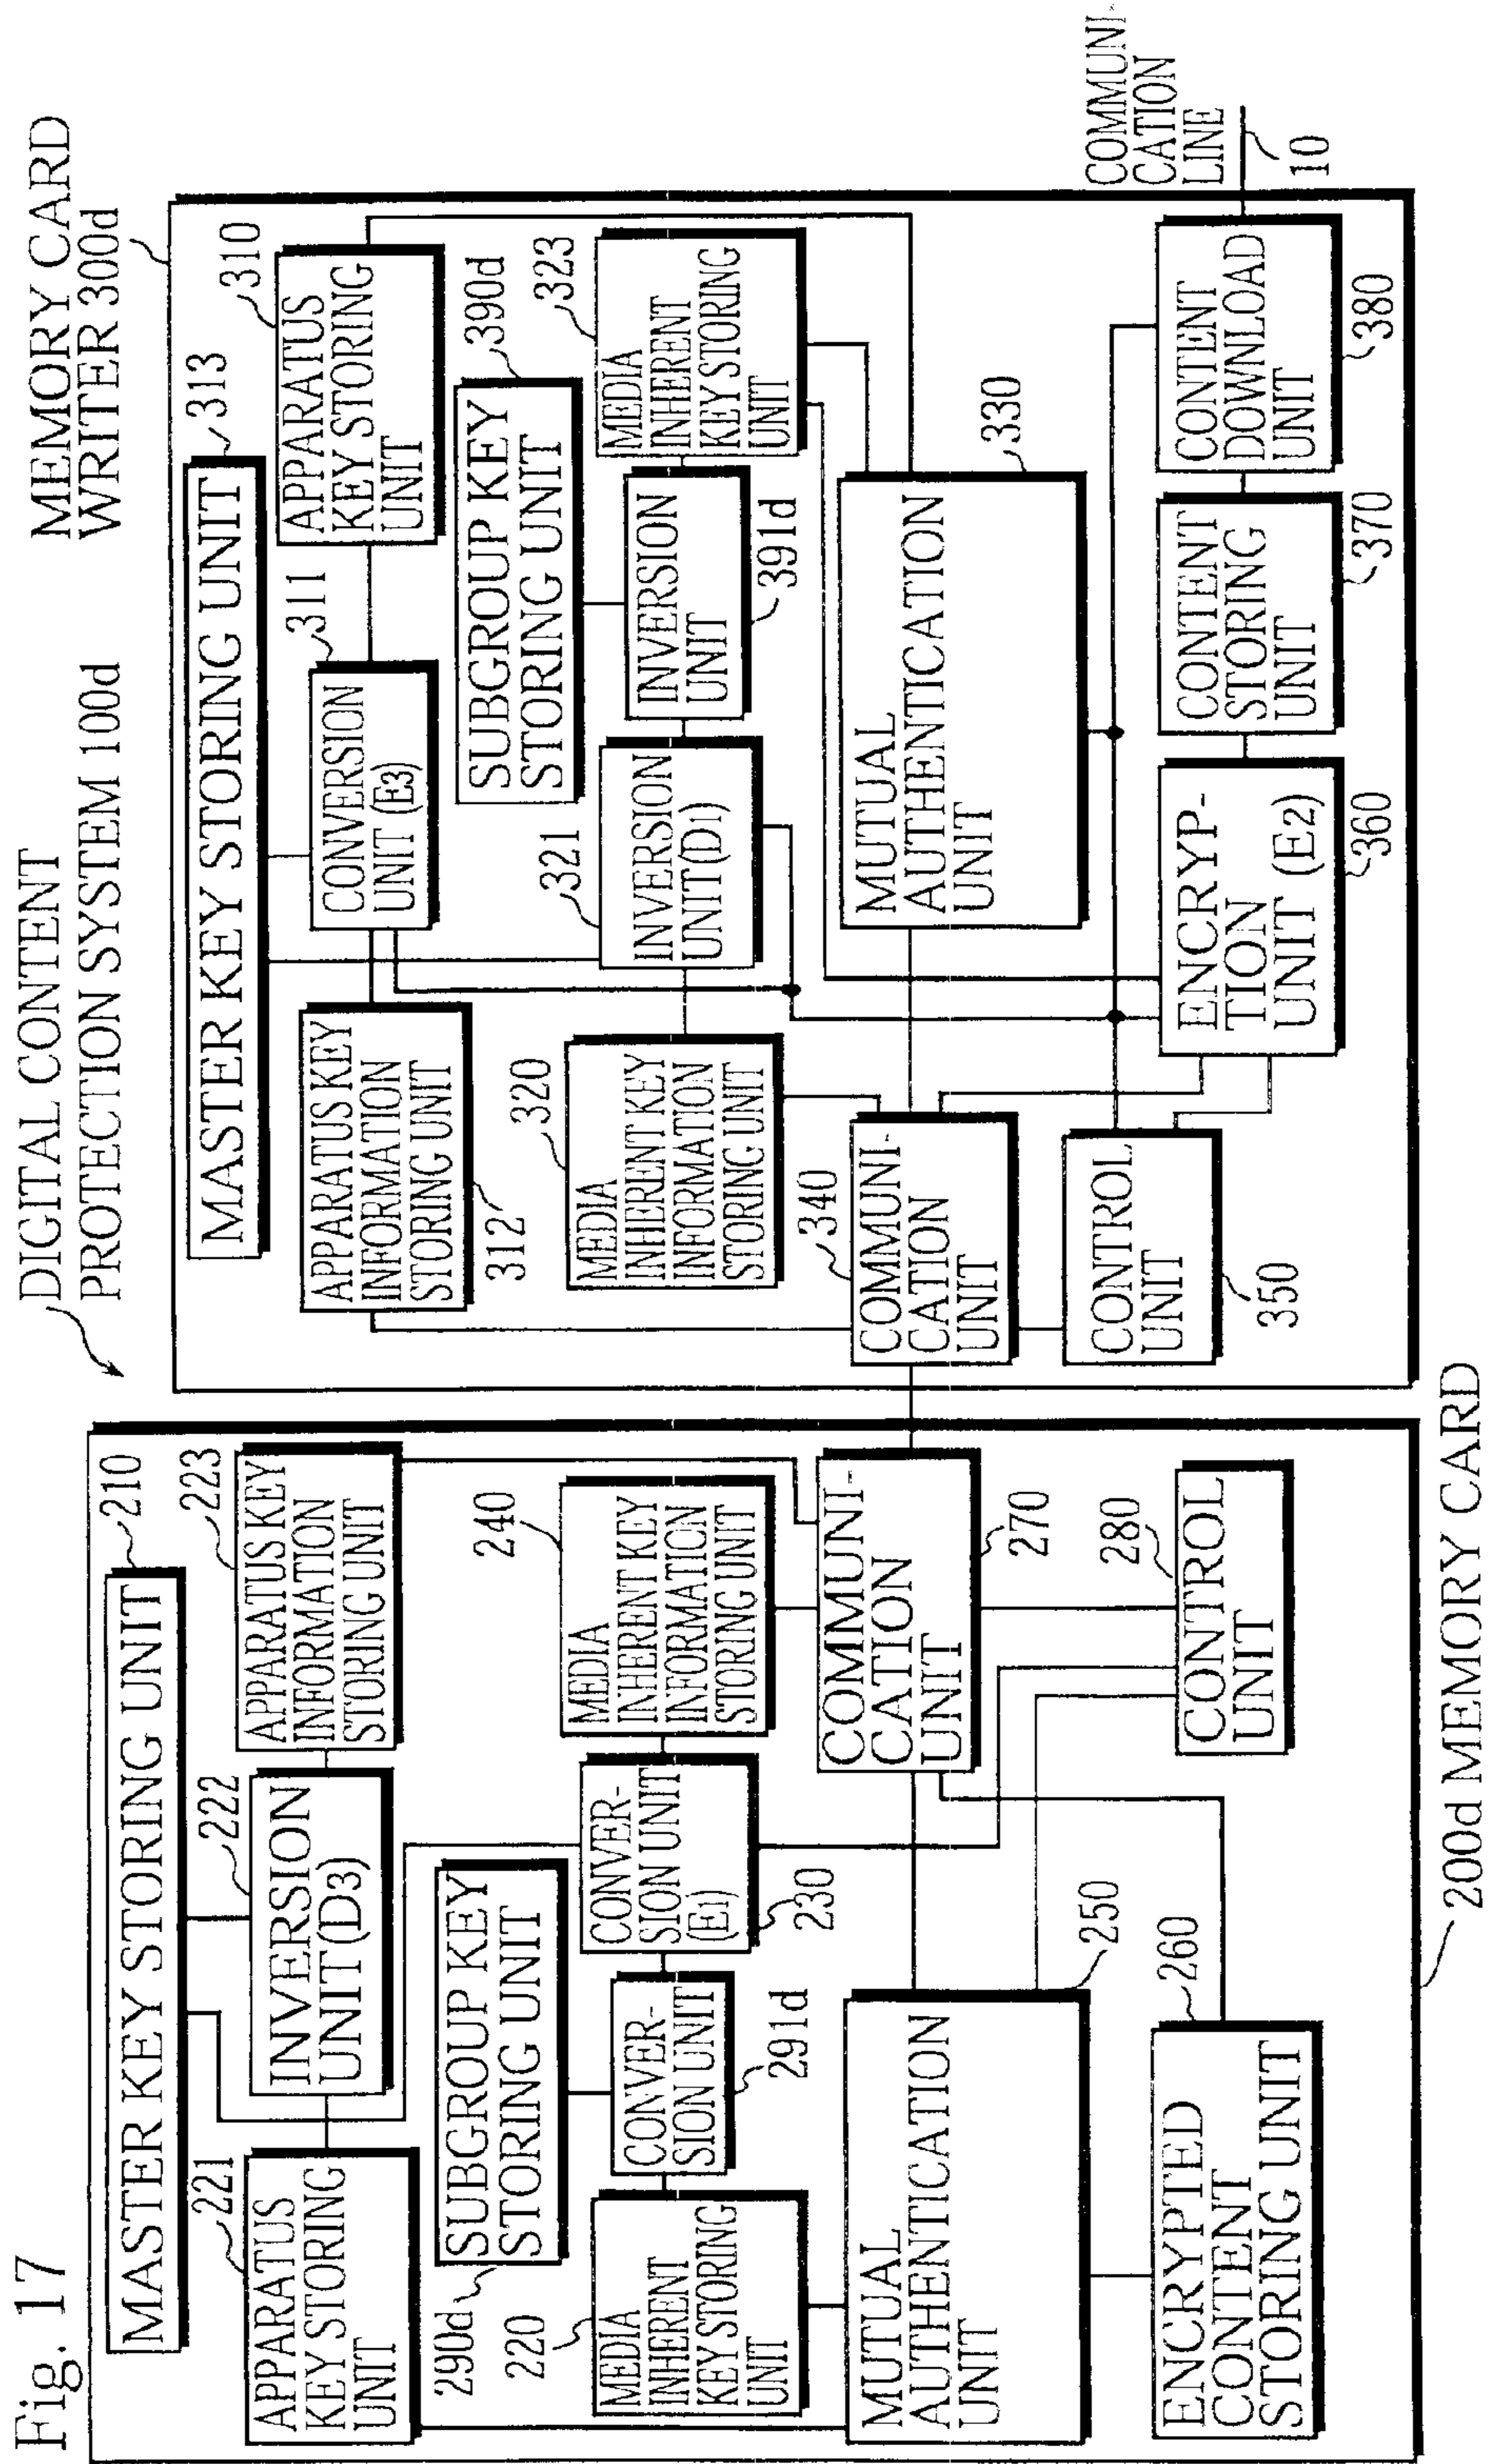 Fig. 17
DIGITAL CONTENT
PROTECTION SYSTEM 100d
MASTER KEY STORING UNIT
210
221
APPARATUS
KEY STORING
UNIT
222
INVERSION
UNIT (D3)
223
APPARATUS KEY
INFORMATION
STORING UNIT
290d
SUBGROUP KEY
STORING UNIT
220
MEDIA
INHERENT
KEY STORING
UNIT
CONVER-
SION UNIT
291d
CONVER-
SION UNIT
(E1)
230
240
MEDIA
INHERENT KEY
INFORMATION
STORING UNIT
MUTUAL
AUTHENTICATION
UNIT
250
COMMUNI-
CATION
UNIT
270
260
ENCRYPTED
CONTENT
STORING UNIT
280
CONTROL
UNIT
200d MEMORY CARD
MEMORY CARD
WRITER 300d
MASTER KEY STORING UNIT
313
APPARATUS KEY
INFORMATION
STORING UNIT
312
311
CONVERSION
UNIT (E3)
310
APPARATUS
KEY STORING
UNIT
SUBGROUP KEY
STORING UNIT
390d
320
MEDIA
INHERENT KEY
INFORMATION
STORING UNIT
321
INVERSION
UNIT (D1)
INVERSION
UNIT
391d
323
MEDIA
INHERENT
KEY STORING
UNIT
340
COMMUNI-
CATION
UNIT
MUTUAL
AUTHENTICATION
UNIT
330
CONTROL
UNIT
350
ENCRYP-
TION
UNIT (E2)
360
CONTENT
STORING
UNIT
370
CONTENT
DOWNLOAD
UNIT
380
COMMUNI-
CATION
LINE
10